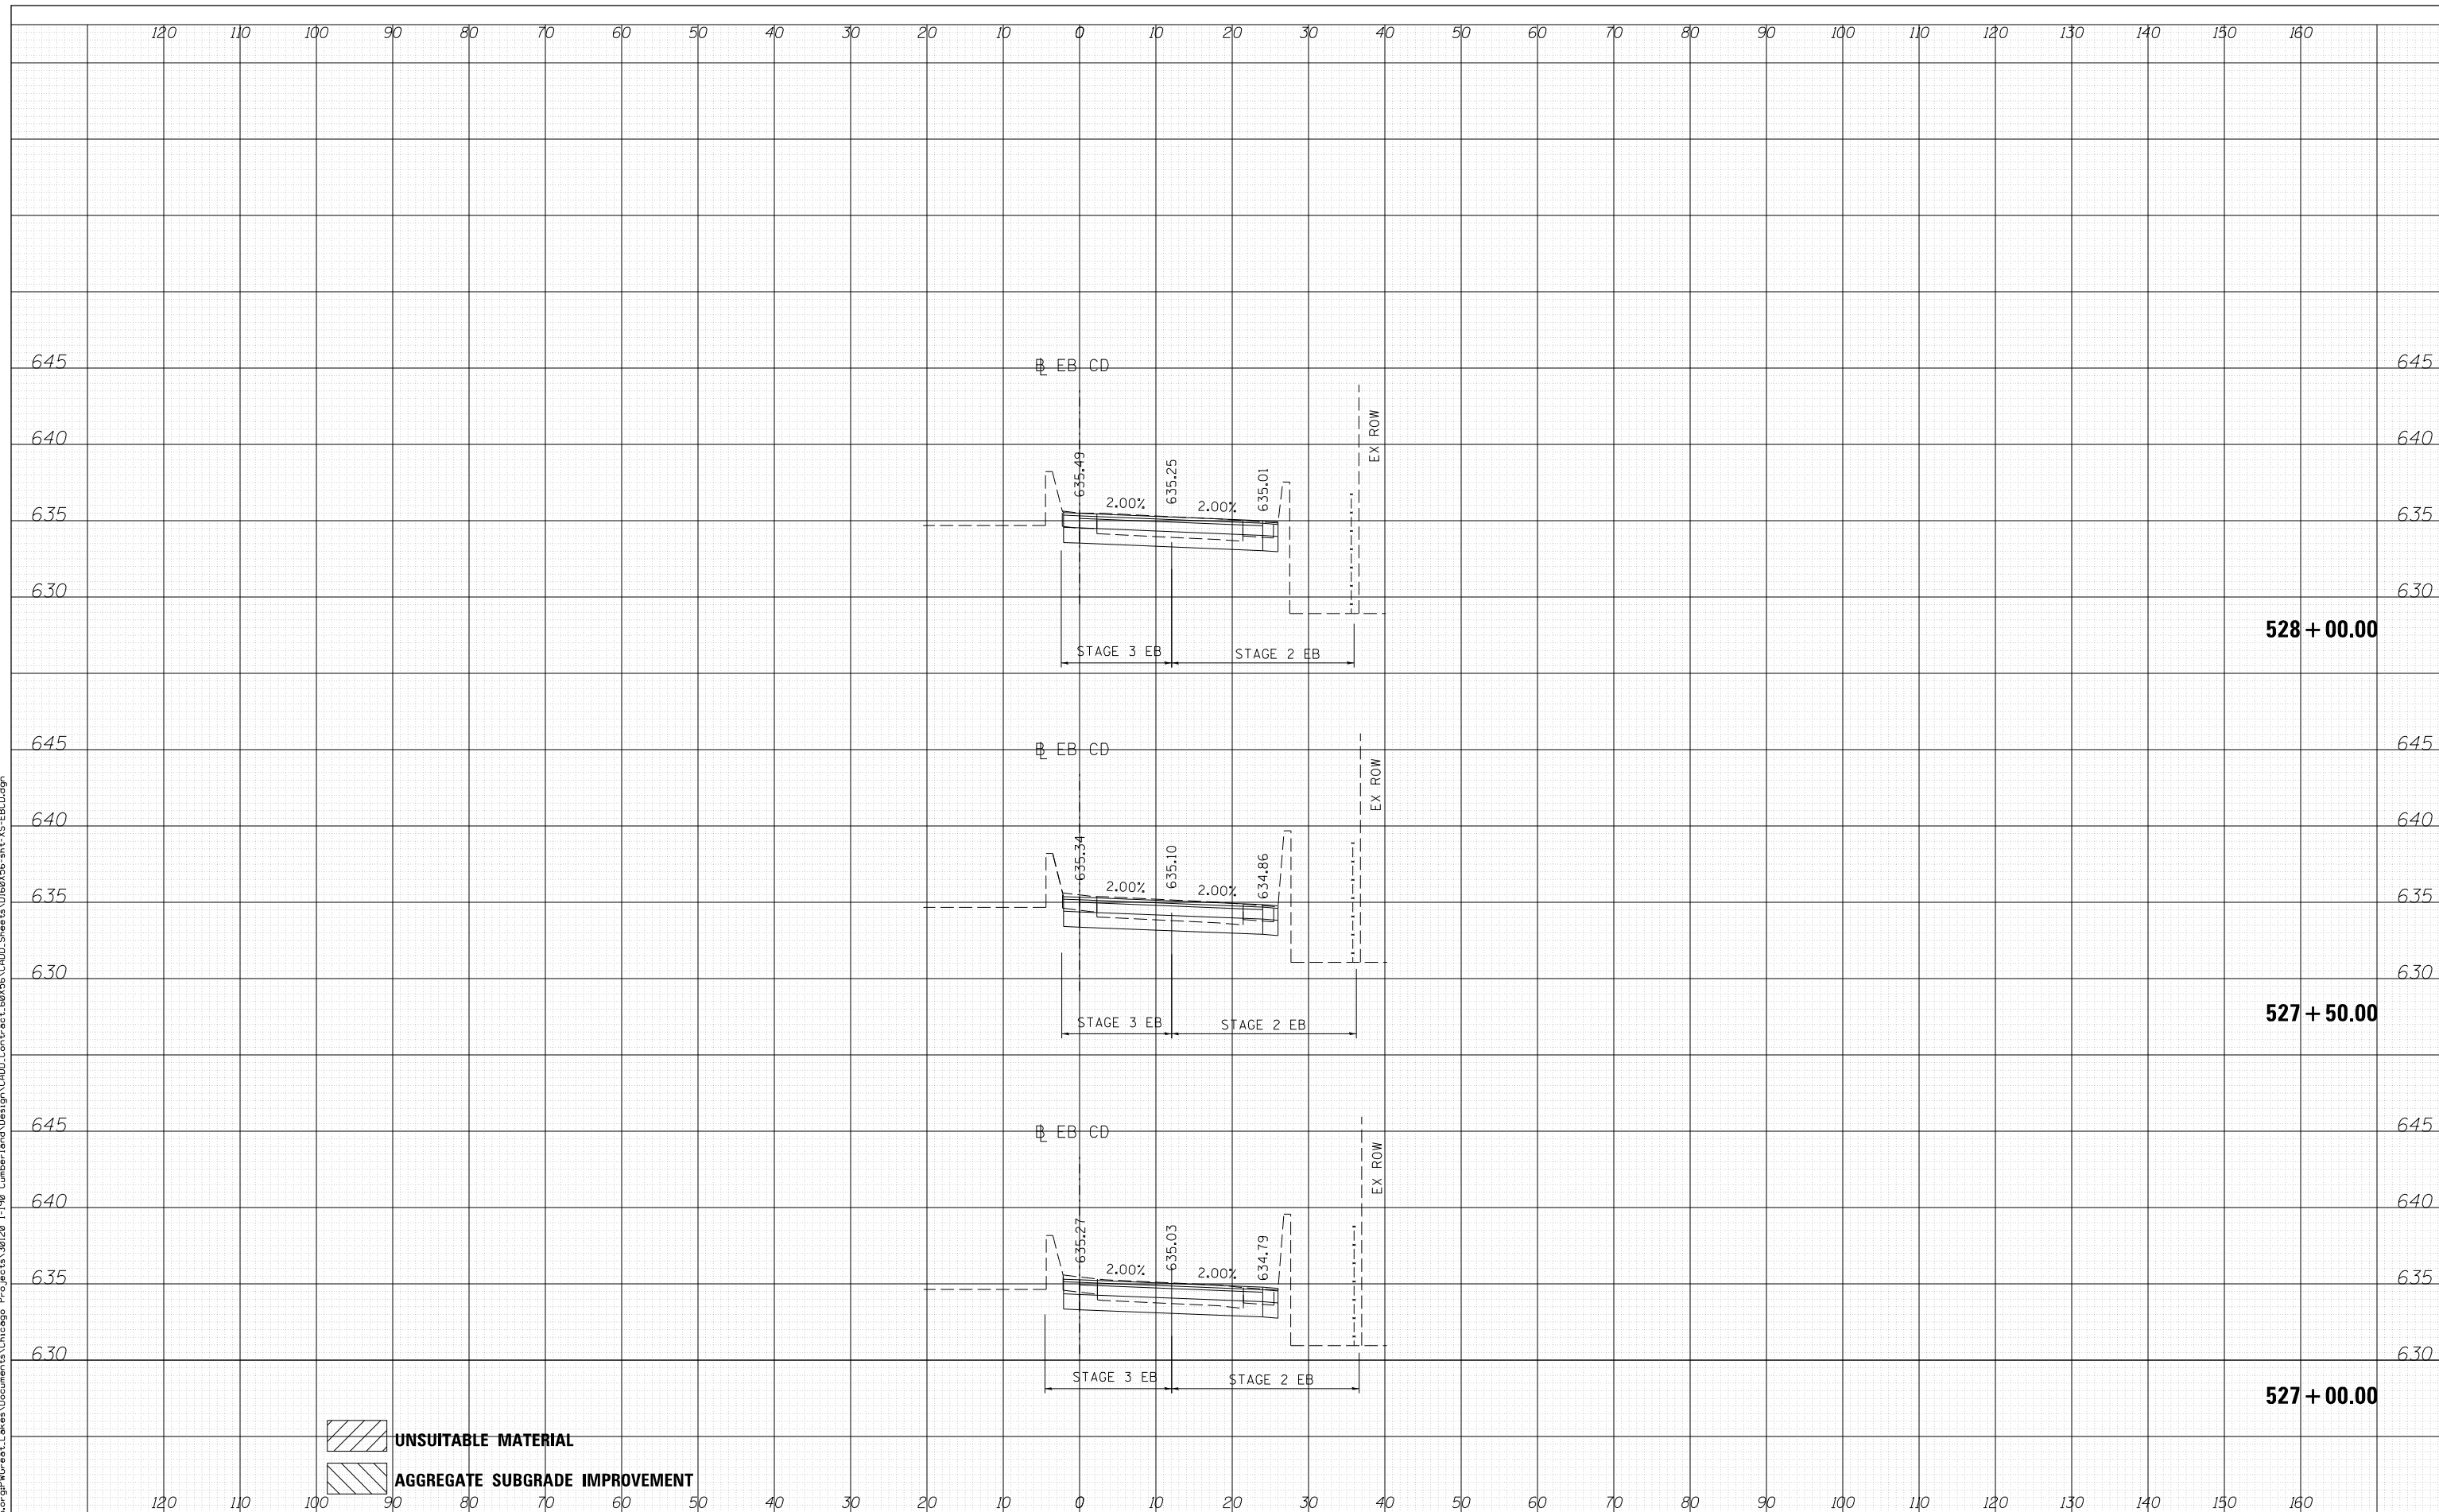 120 110 100 90 80 70 60 50 40 30 20 10 0 10 20 30 40 50 60 70 80 90 100 110 120 130 140 150 160
645 645
B EB CD
EX ROW
640 640
635.49 635.25 635.01
2.00% 2.00%
635 635
630 630
528+00.00
STAGE 3 EB STAGE 2 EB
645 645
B EB CD
EX ROW
640 640
635.34 635.10 634.86
2.00% 2.00%
635 635
630 630
527+50.00
STAGE 3 EB STAGE 2 EB
645 645
B EB CD
EX ROW
640 640
635.27 635.03 634.79
2.00% 2.00%
635 635
630 630
STAGE 3 EB STAGE 2 EB
527+00.00
UNSUITABLE MATERIAL
AGGREGATE SUBGRADE IMPROVEMENT
120 110 100 90 80 70 60 50 40 30 20 10 0 10 20 30 40 50 60 70 80 90 100 110 120 130 140 150 160